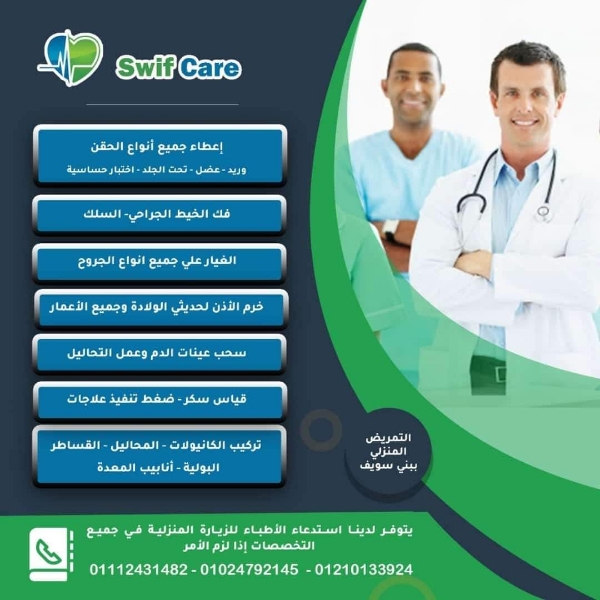 Swif Care
إعطاء جميع أنواع الحقن
وريد - عضل - تحت الجلد - اختبار حساسية
فك الخيط الجراحي- السلك
الغيار علي جميع انواع الجروح
خرم الأذن لحديثي الولادة وجميع الأعمار
سحب عينات الدم وعمل التحاليل
قياس سكر - ضغط تنفيذ علاجات
تركيب الكانيولات - المحاليل - القساطر
البولية - أنابيب المعدة
التمريض
المنزلي
ببني سويف
يتوفر لدينا استدعاء الأطباء للزيارة المنزلية في جميع
التخصصات إذا لزم الأمر
01112431482 - 01024792145 - 01210133924